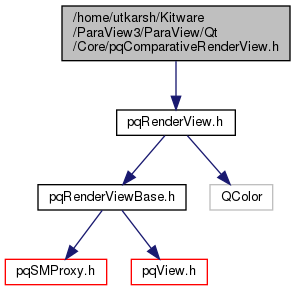 /home/utkarsh/Kitware
/ParaView3/ParaView/Qt
/Core/pqComparativeRenderView.h
pqRenderView.h
pqRenderViewBase.h
QColor
pqSMProxy.h
pqView.h